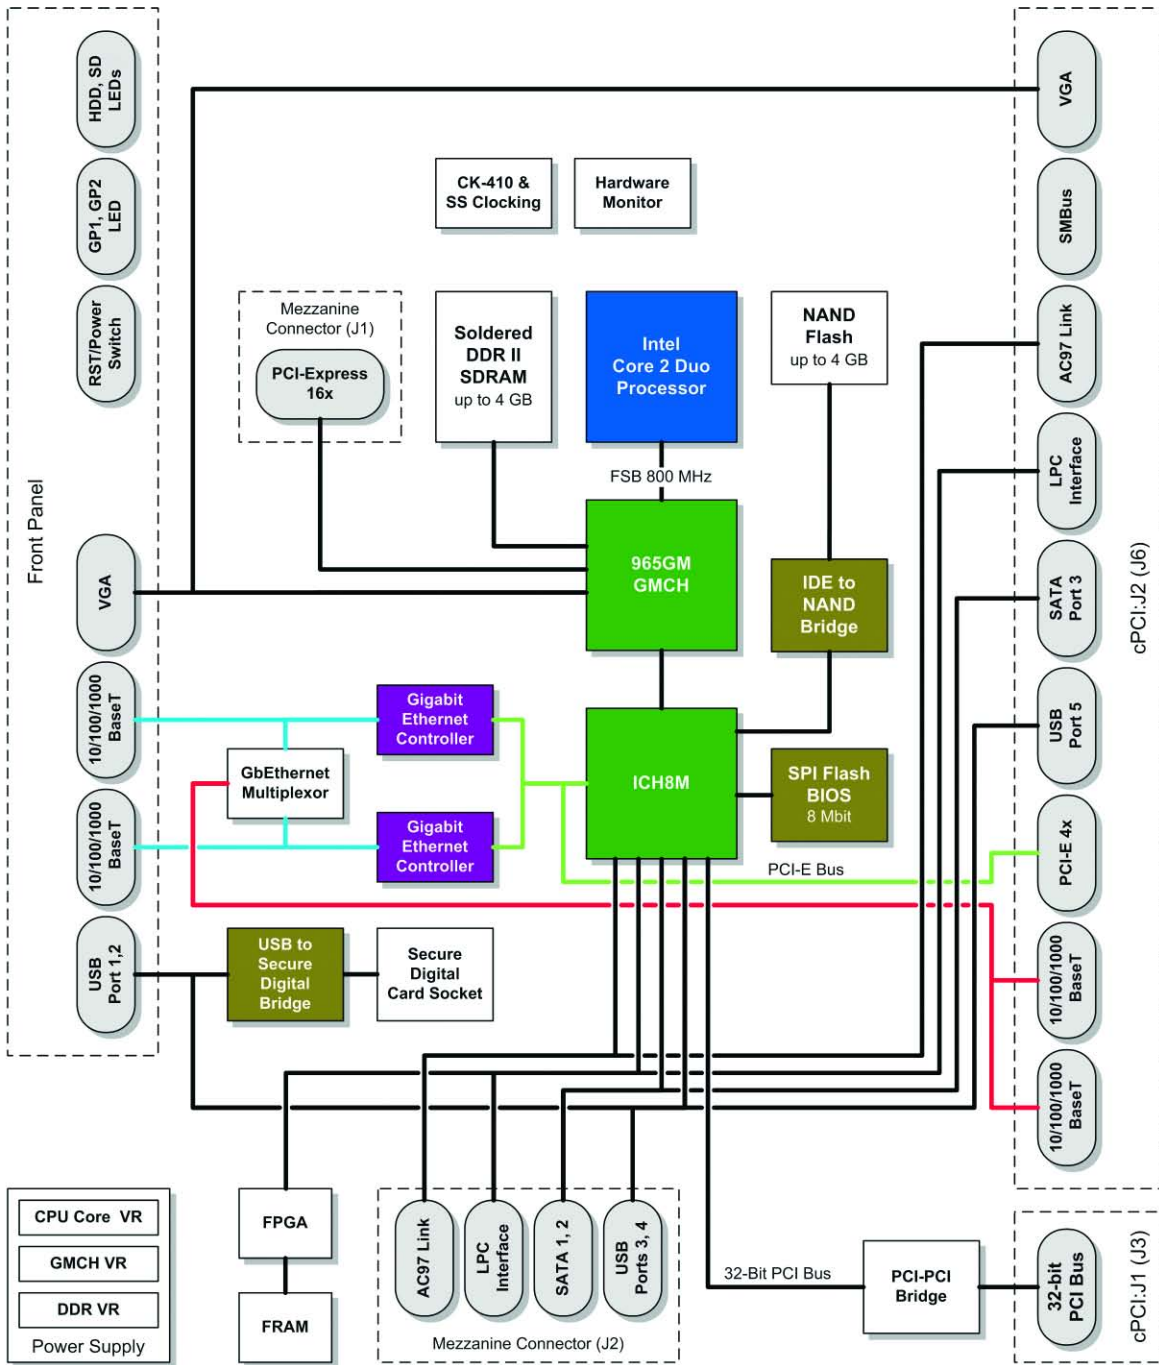 HDD, SD
LEDs
GP1, GP2
LED
RST/Power
Switch
Front Panel
VGA
10/100/1000
BaseT
10/100/1000
BaseT
USB
Port 1,2
CK-410 &
SS Clocking
Hardware
Monitor
Mezzanine
Connector (J1)
PCI-Express
16x
Soldered
DDR II
SDRAM
up to 4 GB
Intel
Core 2 Duo
Processor
NAND
Flash
up to 4 GB
FSB 800 MHz
965GM
GMCH
IDE to
NAND
Bridge
Gigabit
Ethernet
Controller
GbEthernet
Multiplexor
Gigabit
Ethernet
Controller
ICH8M
SPI Flash
BIOS
8 Mbit
PCI-E Bus
USB to
Secure
Digital
Bridge
Secure
Digital
Card Socket
VGA
SMBus
AC97 Link
LPC
Interface
SATA
Port 3
USB
Port 5
PCI-E 4x
10/100/1000
BaseT
10/100/1000
BaseT
cPCI:J2 (J6)
CPU Core VR
GMCH VR
DDR VR
Power Supply
FPGA
FRAM
AC97 Link
LPC
Interface
SATA 1, 2
USB
Ports 3, 4
Mezzanine Connector (J2)
32-Bit PCI Bus
PCI-PCI
Bridge
32-bit
PCI Bus
cPCI:J1 (J3)